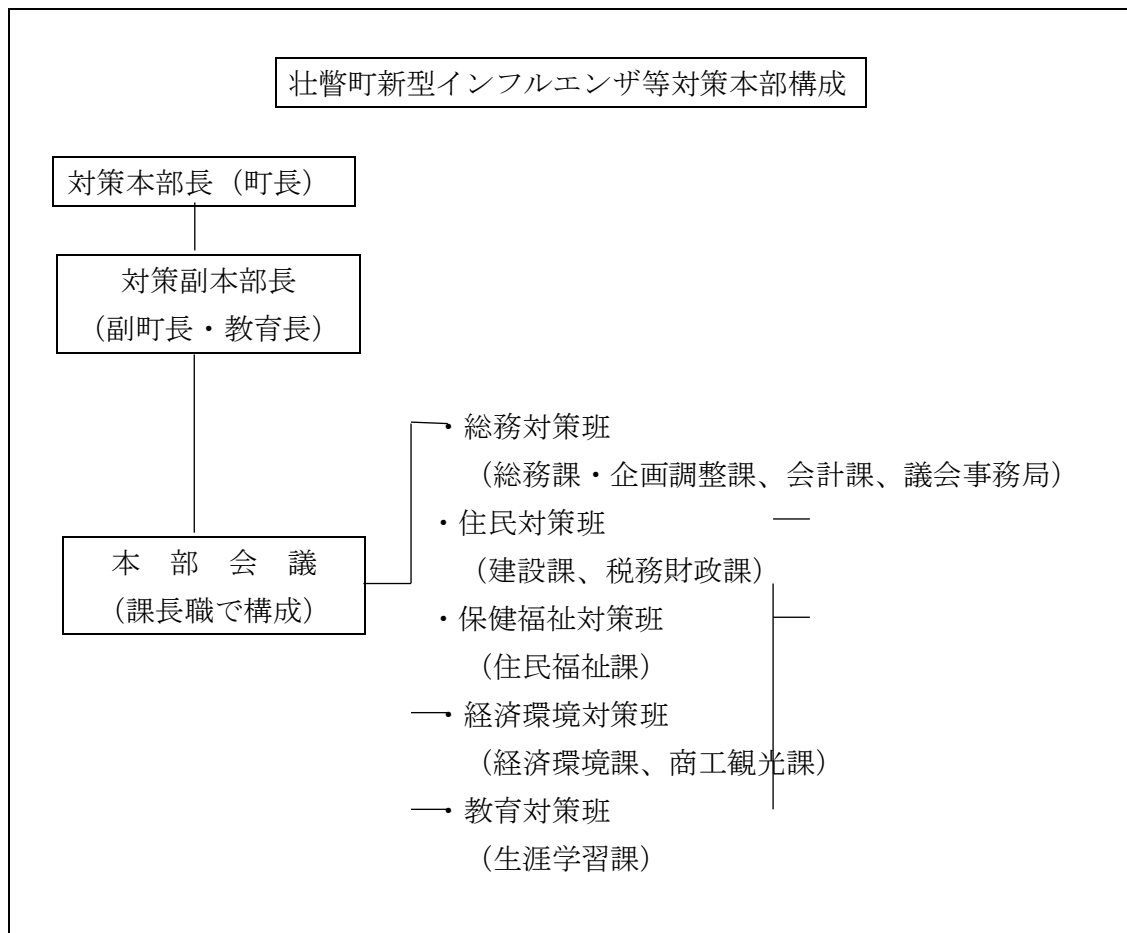 壮瞥町新型インフルエンザ等対策本部構成
対策本部長（町長）
対策副本部長
（副町長・教育長）
本　部　会　議
（課長職で構成）
・総務対策班
（総務課・企画調整課、会計課、議会事務局）
・住民対策班
（建設課、税務財政課）
・保健福祉対策班
（住民福祉課）
・経済環境対策班
（経済環境課、商工観光課）
・教育対策班
（生涯学習課）